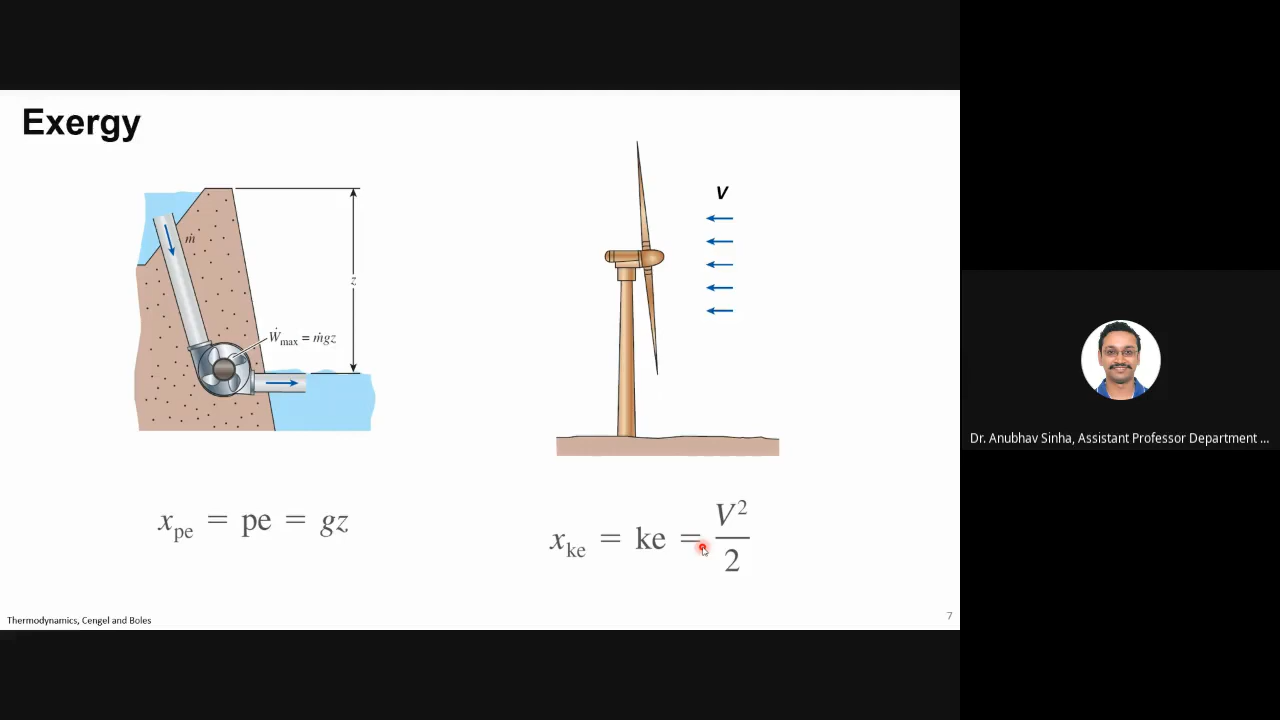 Exergy
ṁ
z
Ẇmax = ṁgz
V
x_pe = pe = gz
x_ke = ke = V²/2
Thermodynamics, Cengel and Boles
7
Dr. Anubhav Sinha, Assistant Professor Department ...